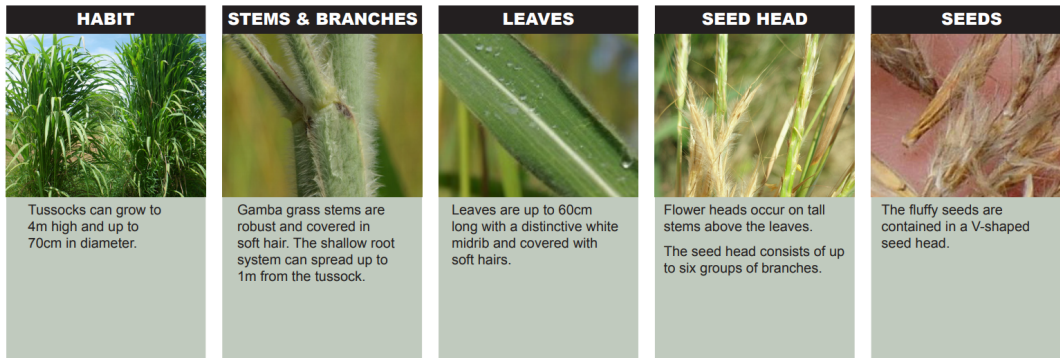 HABIT
Tussocks can grow to
4m high and up to
70cm in diameter.
STEMS & BRANCHES
Gamba grass stems are
robust and covered in
soft hair. The shallow root
system can spread up to
1m from the tussock.
LEAVES
Leaves are up to 60cm
long with a distinctive white
midrib and covered with
soft hairs.
SEED HEAD
Flower heads occur on tall
stems above the leaves.
The seed head consists of up
to six groups of branches.
SEEDS
The fluffy seeds are
contained in a V-shaped
seed head.